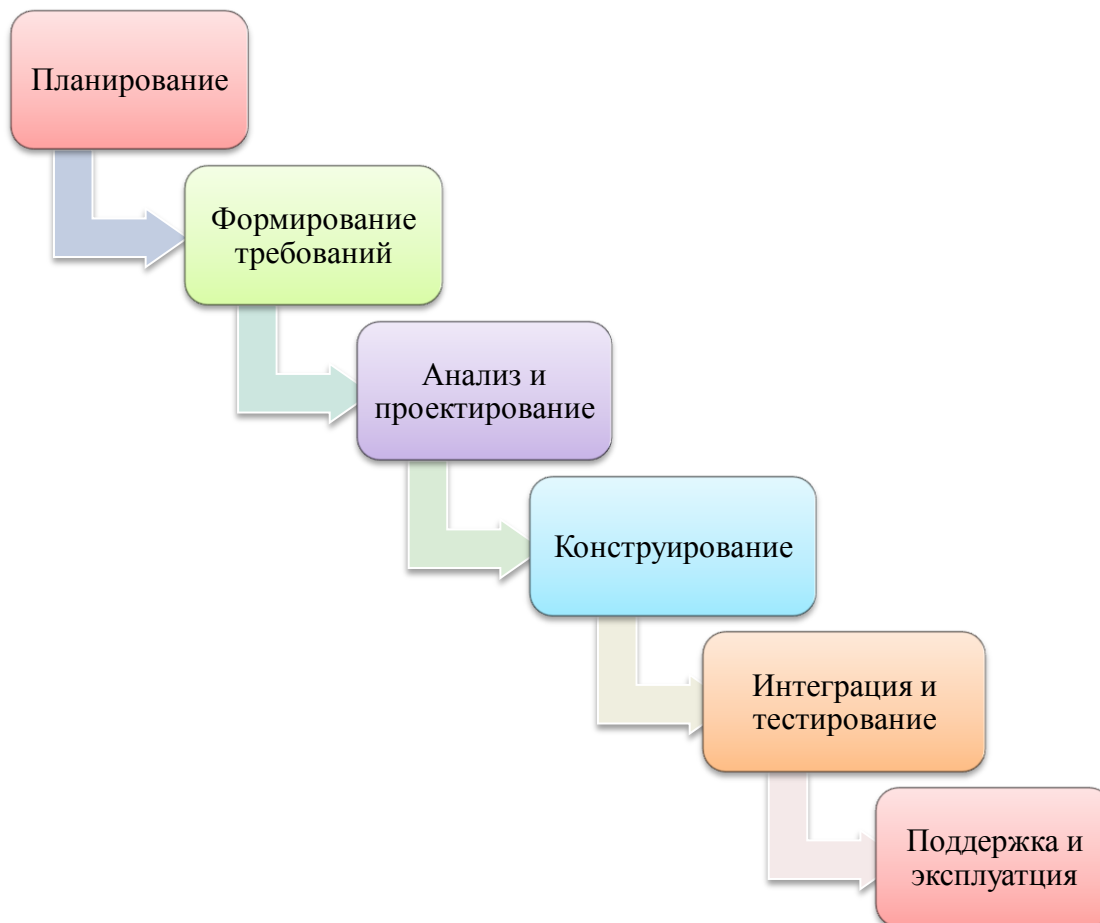 Планирование
Формирование
требований
Анализ и
проектирование
Конструирование
Интеграция и
тестирование
Поддержка и
эксплуатция